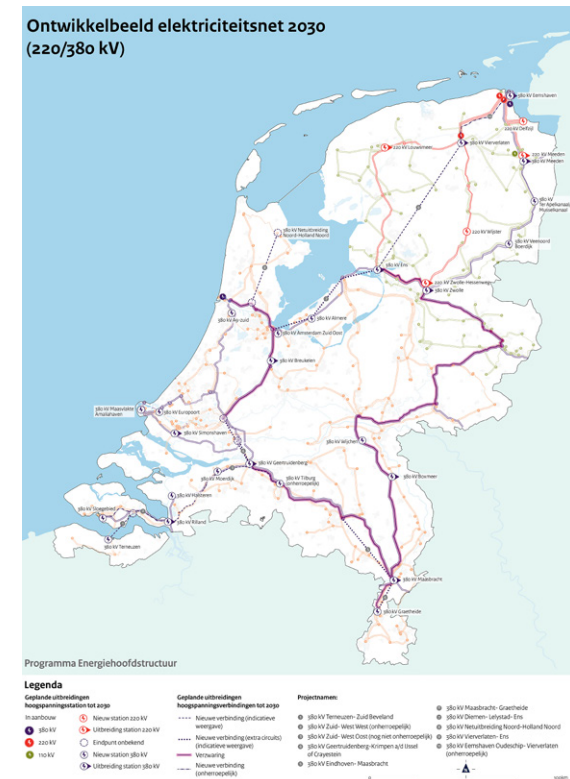 Ontwikkelbeeld elektriciteitsnet 2030
(220/380 kV)
380 kV Eemshaven
220 kV Delfzijl
380 kV Vierverlaten
220 kV Louwsmeer
220 kV Meeden
380 kV Meeden
380 kV
Ter Apelkanaal
Musselkanaal
220 kV Wijster
380 kV Veenoord
Boerdijk
380 kV Netuitbreiding
Noord-Holland Noord
380 kV Ens
220 kV Zwolle-Hessenweg
380 kV Zwolle
380 kV Almere
380 kV A9-zuid
380 kV Amsterdam Zuid Oost
380 kV Breukelen
380 kV Maasvlakte
Amaliahaven
380 kV Europoort
380 kV Simonshaven
380 kV Wijchen
380 kV Geertruidenberg
380 kV Moerdijk
380 kV Tilburg
(onherroepelijk)
380 kV Boxmeer
380 kV Halsteren
380 kV Rilland
380 kV Terneuzen
380 kV Maasbracht
380 kV Graetheide
Programma Energiehoofdstructuur
Legenda
Geplande uitbreidingen
hoogspanningsstation tot 2030
In aanbouw
380 kV
220 kV
110 kV
Nieuw station 220 kV
Uitbreiding station 220 kV
Eindpunt onbekend
Nieuw station 380 kV
Uitbreiding station 380 kV
Geplande uitbreidingen
hoogspanningsverbindingen tot 2030
Nieuwe verbinding (indicatieve
weergave)
Nieuwe verbinding (extra circuits)
(indicatieve weergave)
Verzwaring
Nieuwe verbinding
(onherroepelijk)
Projectnamen:
380 kV Terneuzen- Zuid Beveland
380 kV Zuid- West West (onherroepelijk)
380 kV Zuid- West Oost (nog niet onherroepelijk)
380 kV Geertruidenberg-Krimpen a/d IJssel
of Crayestein
380 kV Eindhoven- Maasbracht
380 kV Maasbracht- Graetheide
380 kV Diemen- Lelystad- Ens
380 kV Netuitbreiding Noord-Holland Noord
380 kV Vierverlaten- Ens
380 kV Eemshaven Oudeschip- Vierverlaten
(onherroepelijk)